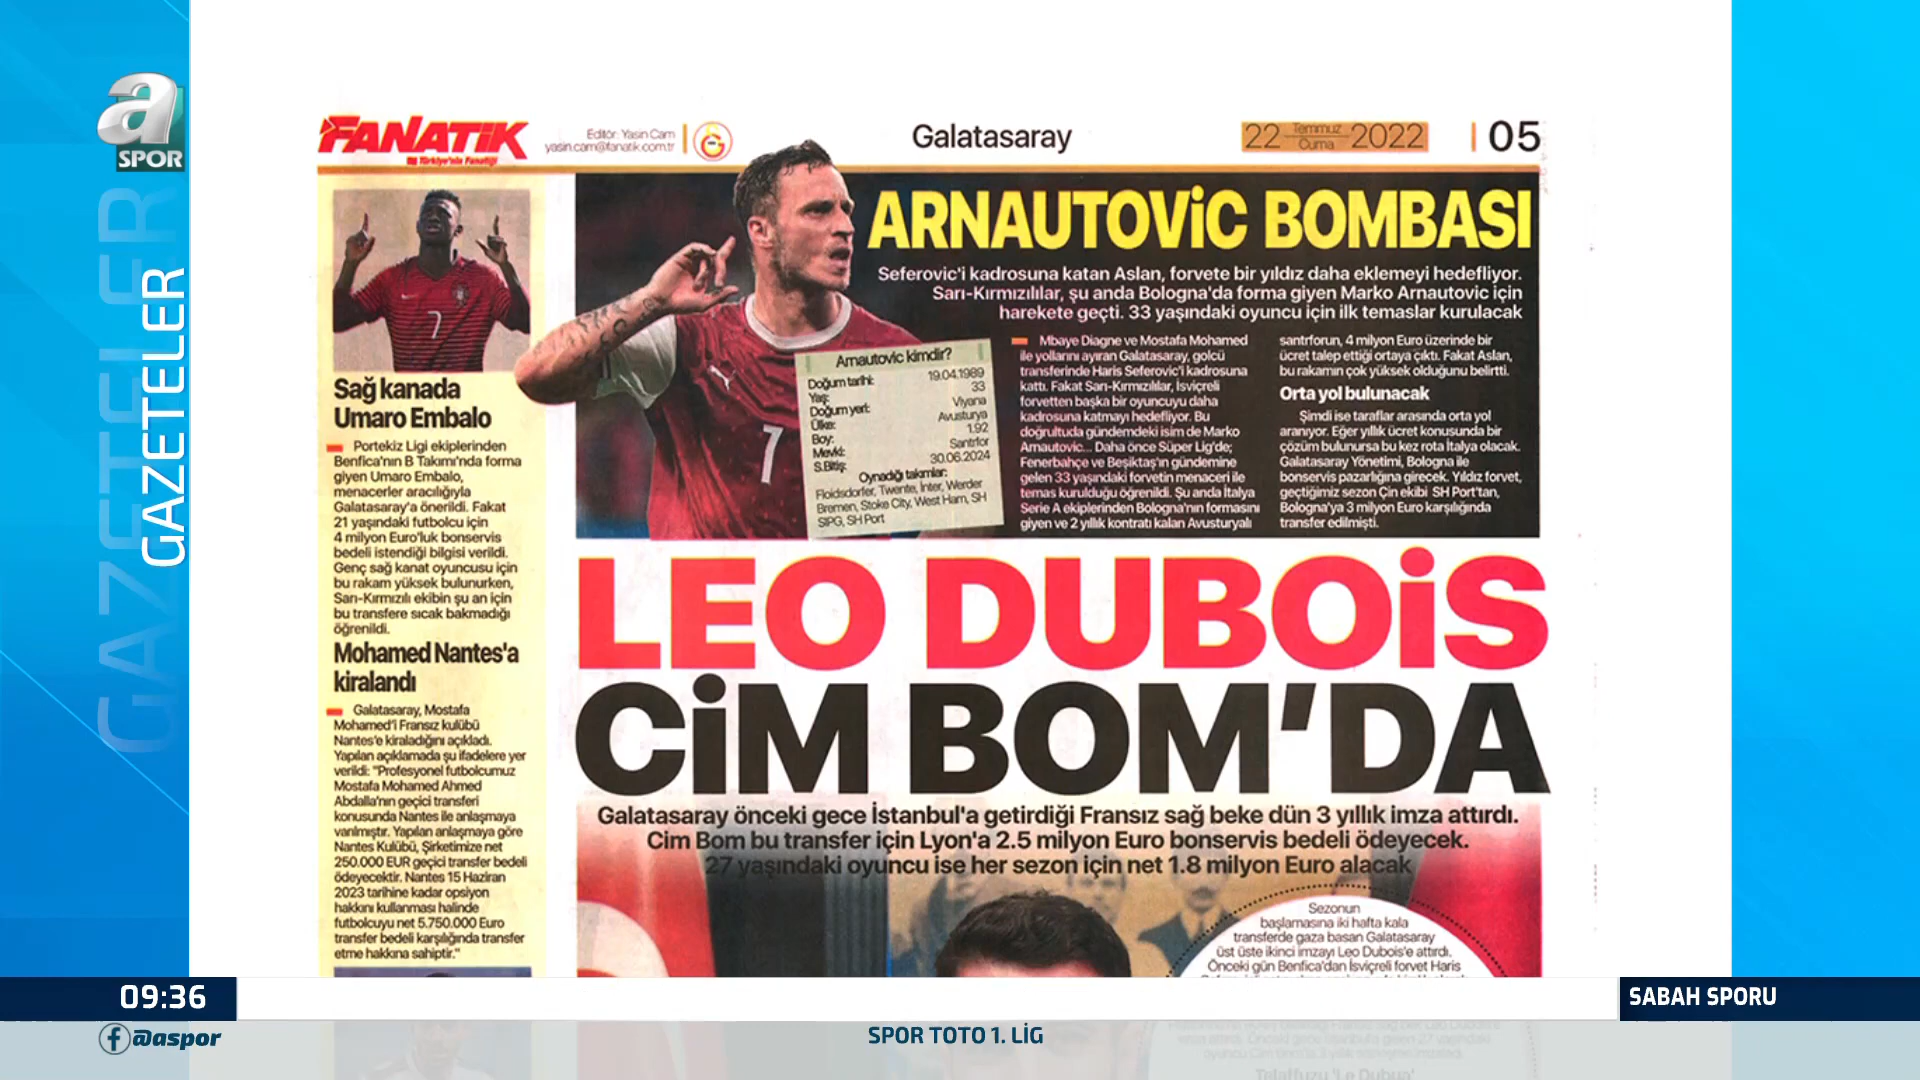 a
SPOR
GAZETELER
GAZETELER
FANATiK
Türkiye'nin Fanatiği
Editör: Yasin Cam
yasin.cam@fanatik.com.tr
Galatasaray
22 Temmuz Cuma 2022
05
ARNAUTOViC BOMBASI
Seferovic'i kadrosuna katan Aslan, forvete bir yıldız daha eklemeyi hedefliyor.
Sarı-Kırmızılılar, şu anda Bologna'da forma giyen Marko Arnautovic için
harekete geçti. 33 yaşındaki oyuncu için ilk temaslar kurulacak
Mbaye Diagne ve Mostafa Mohamed
ile yollarını ayıran Galatasaray, golcü
transferinde Haris Seferovic'i kadrosuna
kattı. Fakat Sarı-Kırmızılılar, İsviçreli
forvetten başka bir oyuncuyu daha
kadrosuna katmayı hedefliyor. Bu
doğrultuda gündemdeki isim de Marko
Arnautovic... Daha önce Süper Lig'de;
Fenerbahçe ve Beşiktaş'ın gündemine
gelen 33 yaşındaki forvetin menaceri ile
temas kurulduğu öğrenildi. Şu anda İtalya
Serie A ekiplerinden Bologna'nın formasını
giyen ve 2 yıllık kontratı kalan Avusturyalı
santrforun, 4 milyon Euro üzerinde bir
ücret talep ettiği ortaya çıktı. Fakat Aslan,
bu rakamın çok yüksek olduğunu belirtti.
Orta yol bulunacak
Şimdi ise taraflar arasında orta yol
aranıyor. Eğer yıllık ücret konusunda bir
çözüm bulunursa bu kez rota İtalya olacak.
Galatasaray Yönetimi, Bologna ile
bonservis pazarlığına girecek. Yıldız forvet,
geçtiğimiz sezon Çin ekibi SH Port'tan,
Bologna'ya 3 milyon Euro karşılığında
transfer edilmişti.
Arnautovic kimdir?
Doğum tarihi: 19.04.1989
Yaş: 33
Doğum yeri: Viyana
Ülke: Avusturya
Boy: 1.92
Mevki: Santrfor
S.Bitiş: 30.06.2024
Oynadığı takımlar:
Floidsdorfer, Twente, İnter, Werder
Bremen, Stoke City, West Ham, SH
SIPG, SH Port
7
7
Sağ kanada
Umaro Embalo
Portekiz Ligi ekiplerinden
Benfica'nın B Takımı'nda forma
giyen Umaro Embalo,
menacerler aracılığıyla
Galatasaray'a önerildi. Fakat
21 yaşındaki futbolcu için
4 milyon Euro'luk bonservis
bedeli istendiği bilgisi verildi.
Genç sağ kanat oyuncusu için
bu rakam yüksek bulunurken,
Sarı-Kırmızılı ekibin şu an için
bu transfere sıcak bakmadığı
öğrenildi.
Mohamed Nantes'a
kiralandı
Galatasaray, Mostafa
Mohamed'i Fransız kulübü
Nantes'e kiraladığını açıkladı.
Yapılan açıklamada şu ifadelere yer
verildi: "Profesyonel futbolcumuz
Mostafa Mohamed Ahmed
Abdalla'nın geçici transferi
konusunda Nantes ile anlaşmaya
varılmıştır. Yapılan anlaşmaya göre
Nantes Kulübü, Şirketimize net
250.000 EUR geçici transfer bedeli
ödeyecektir. Nantes 15 Haziran
2023 tarihine kadar opsiyon
hakkını kullanması halinde
futbolcuyu net 5.750.000 Euro
transfer bedeli karşılığında transfer
etme hakkına sahiptir."
LEO DUBOiS
CiM BOM'DA
Galatasaray önceki gece İstanbul'a getirdiği Fransız sağ beke dün 3 yıllık imza attırdı.
Cim Bom bu transfer için Lyon'a 2.5 milyon Euro bonservis bedeli ödeyecek.
27 yaşındaki oyuncu ise her sezon için net 1.8 milyon Euro alacak
Sezonun
başlamasına iki hafta kala
transferde gaza basan Galatasaray
üst üste ikinci imzayı Leo Dubois'e attırdı.
Önceki gün Benfica'dan İsviçreli forvet Haris
Telaffuzu 'Le Dubua'
09:36
SABAH SPORU
@aspor
SPOR TOTO 1. LİG